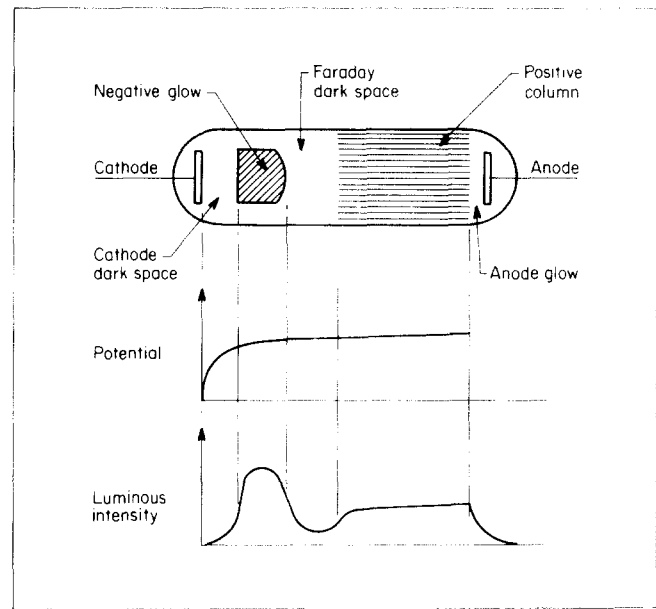 Faraday
dark space
Positive
column
Negative glow
Cathode
Anode
Cathode
dark space
Anode glow
Potential
Luminous
intensity